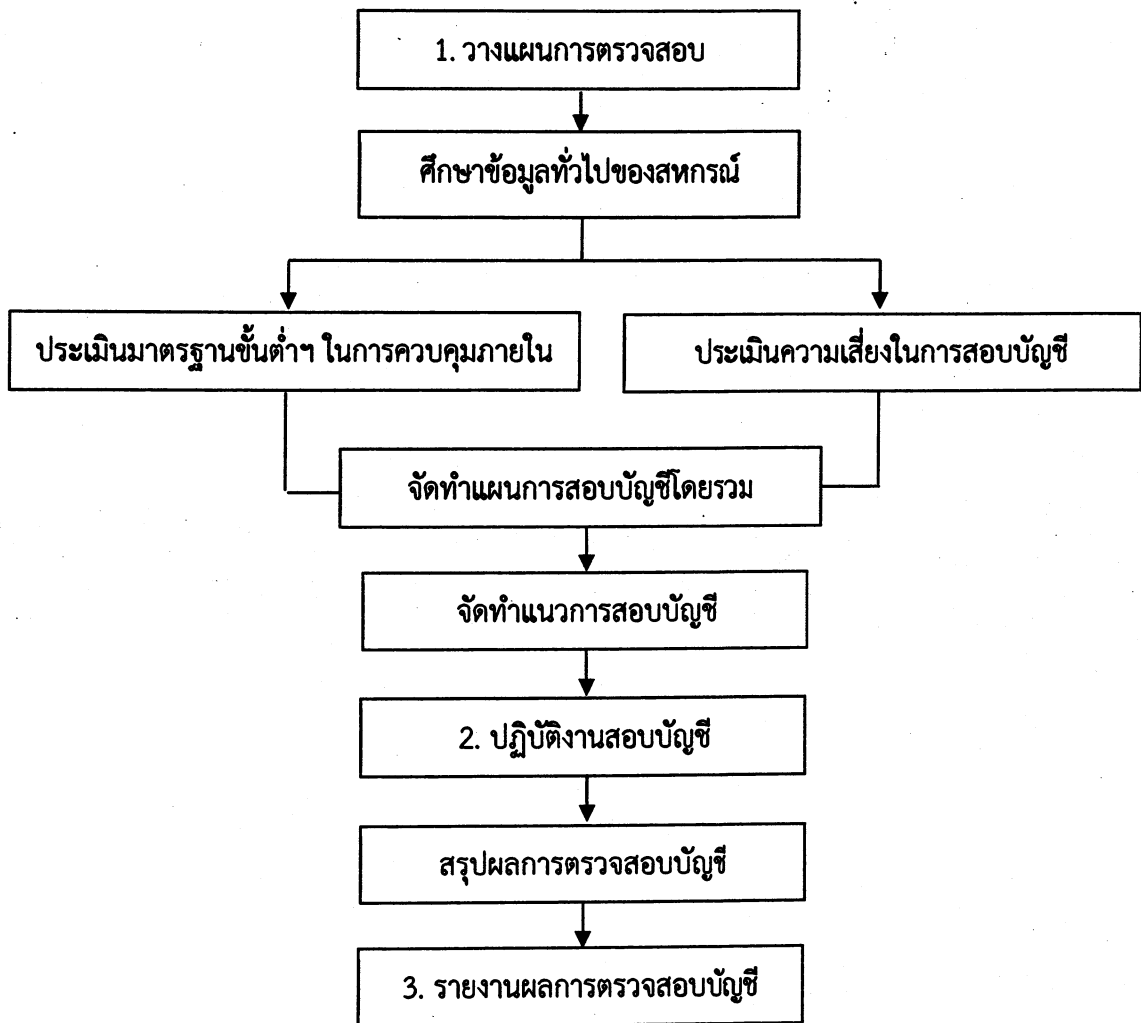 1. วางแผนการตรวจสอบ
ศึกษาข้อมูลทั่วไปของสหกรณ์
ประเมินมาตรฐานขั้นต่ำฯ ในการควบคุมภายใน
ประเมินความเสี่ยงในการสอบบัญชี
จัดทำแผนการสอบบัญชีโดยรวม
จัดทำแนวการสอบบัญชี
2. ปฏิบัติงานสอบบัญชี
สรุปผลการตรวจสอบบัญชี
3. รายงานผลการตรวจสอบบัญชี